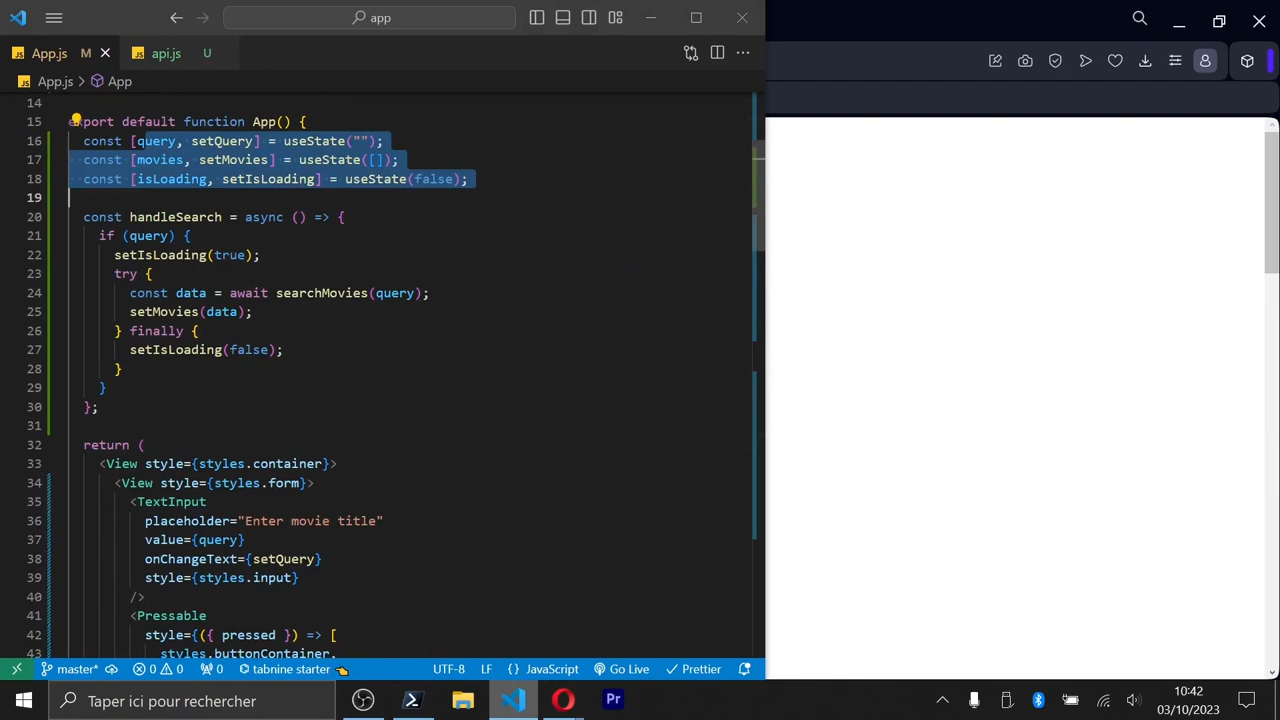 app
App.js M
api.js U
App.js > App
14
15 export default function App() {
16 const [query, setQuery] = useState("");
17 const [movies, setMovies] = useState([]);
18 const [isLoading, setIsLoading] = useState(false);
19
20 const handleSearch = async () => {
21 if (query) {
22 setIsLoading(true);
23 try {
24 const data = await searchMovies(query);
25 setMovies(data);
26 } finally {
27 setIsLoading(false);
28 }
29 }
30 };
31
32 return (
33 <View style={styles.container}>
34 <View style={styles.form}>
35 <TextInput
36 placeholder="Enter movie title"
37 value={query}
38 onChangeText={setQuery}
39 style={styles.input}
40 />
41 <Pressable
42 style={({ pressed }) => [
43 styles.buttonContainer,
master* 0 0 0 tabnine starter UTF-8 LF {} JavaScript Go Live Prettier
Taper ici pour rechercher
Pr
10:42
03/10/2023